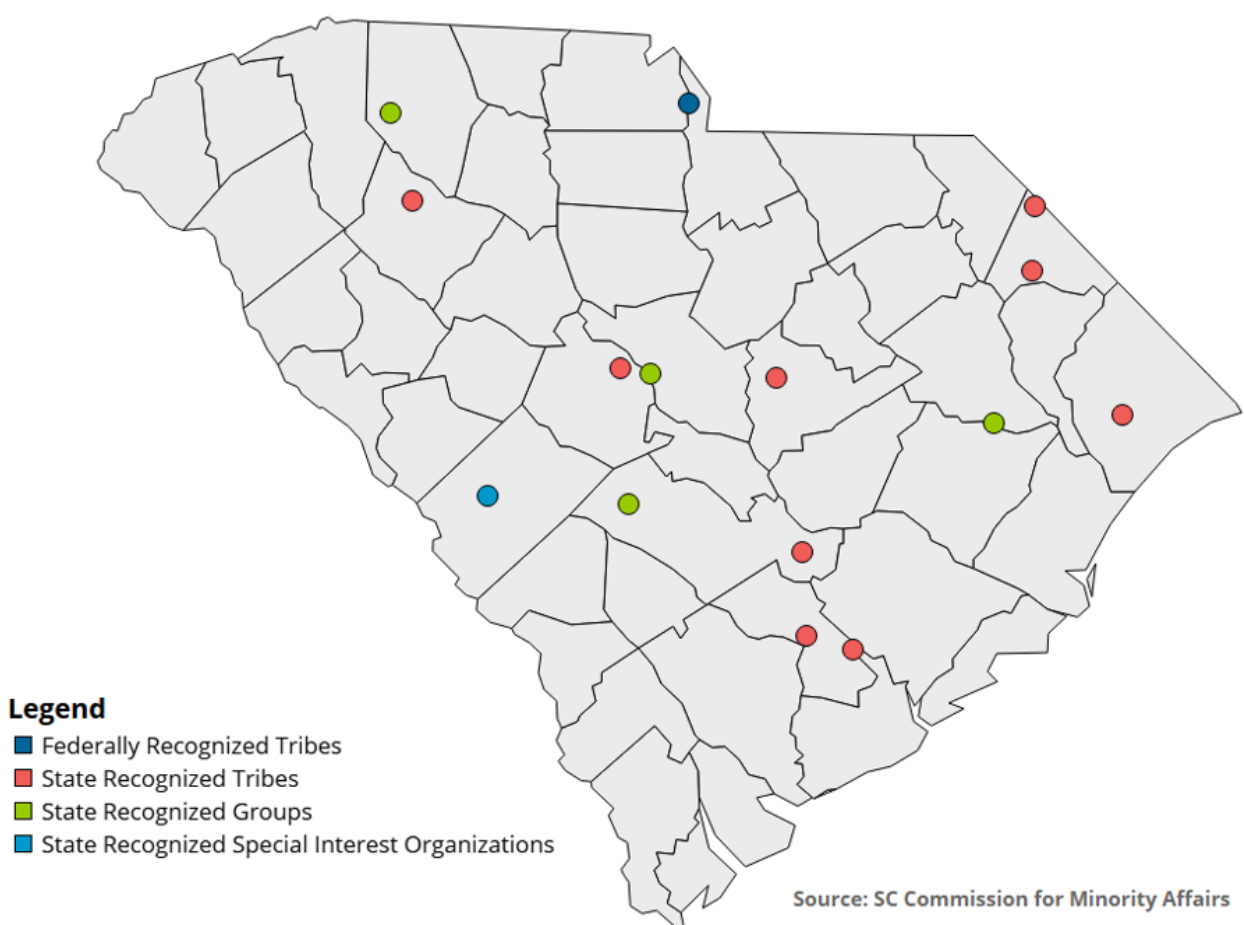 Legend
Federally Recognized Tribes
State Recognized Tribes
State Recognized Groups
State Recognized Special Interest Organizations
Source: SC Commission for Minority Affairs